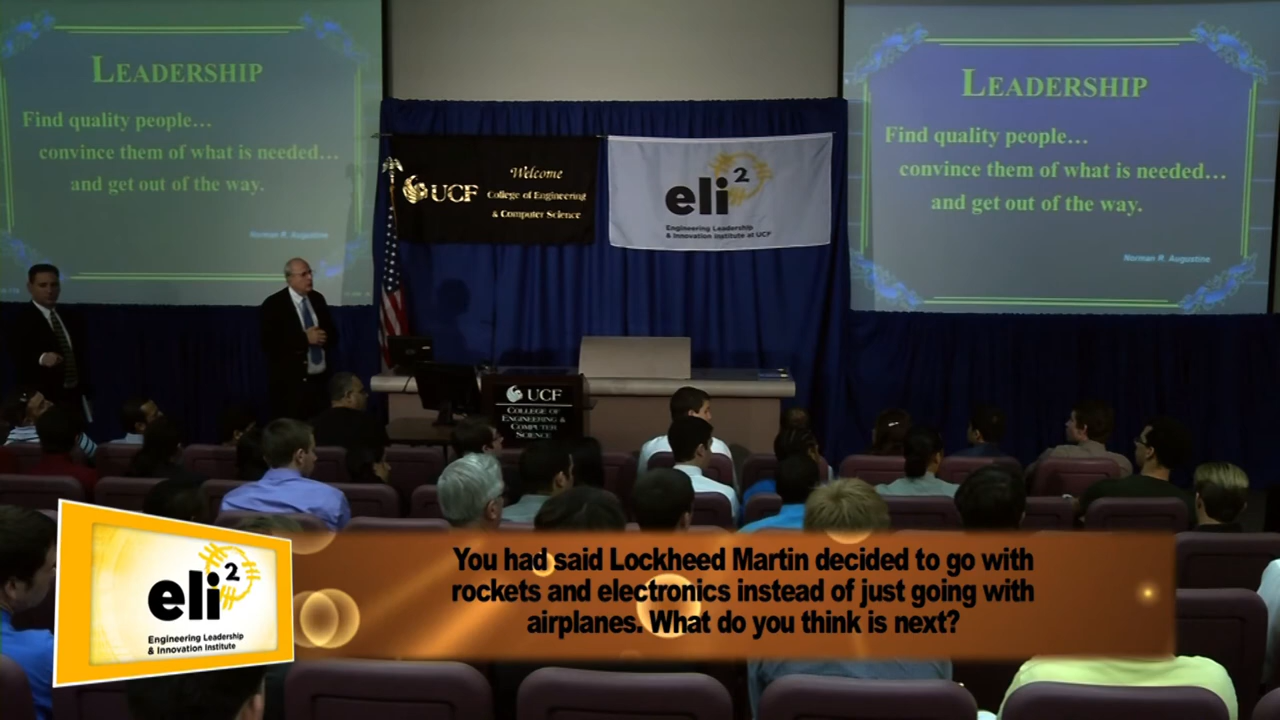 LEADERSHIP
Find quality people...
convince them of what is needed...
and get out of the way.
Norman R. Augustine
Welcome
UCF
College of Engineering
& Computer Science
eli2
Engineering Leadership
& Innovation Institute at UCF
LEADERSHIP
Find quality people...
convince them of what is needed...
and get out of the way.
Norman R. Augustine
UCF
COLLEGE OF
ENGINEERING &
COMPUTER
SCIENCE
eli2
Engineering Leadership
& Innovation Institute
You had said Lockheed Martin decided to go with
rockets and electronics instead of just going with
airplanes. What do you think is next?